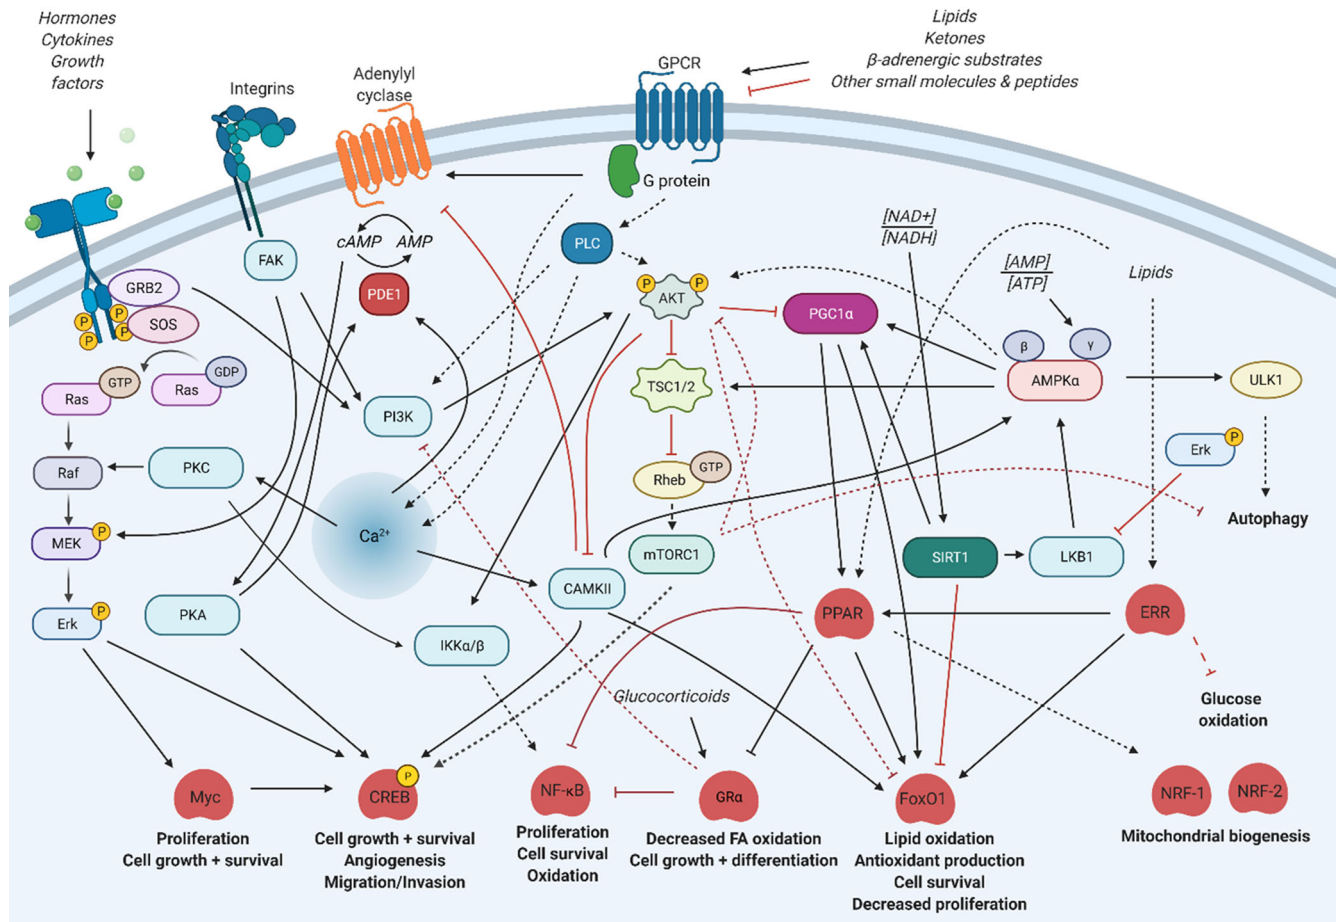 Hormones
Cytokines
Growth
factors
Integrins
Adenylyl
cyclase
GPCR
Lipids
Ketones
β-adrenergic substrates
Other small molecules & peptides
G protein
cAMP
AMP
PLC
[NAD+]
[NADH]
[AMP]
[ATP]
Lipids
FAK
PDE1
GRB2
SOS
P
P
P
P
P
P
AKT
PGC1α
β
γ
AMPKα
ULK1
GTP
Ras
GDP
Ras
TSC1/2
PI3K
Erk
P
Raf
PKC
Rheb
GTP
Autophagy
MEK
P
Ca2+
mTORC1
SIRT1
LKB1
CAMKII
Erk
P
PKA
IKKα/β
PPAR
ERR
Glucocorticoids
Glucose
oxidation
Myc
CREB
P
NF-κB
GRα
FoxO1
NRF-1
NRF-2
Proliferation
Cell growth + survival
Cell growth + survival
Angiogenesis
Migration/Invasion
Proliferation
Cell survival
Oxidation
Decreased FA oxidation
Cell growth + differentiation
Lipid oxidation
Antioxidant production
Cell survival
Decreased proliferation
Mitochondrial biogenesis